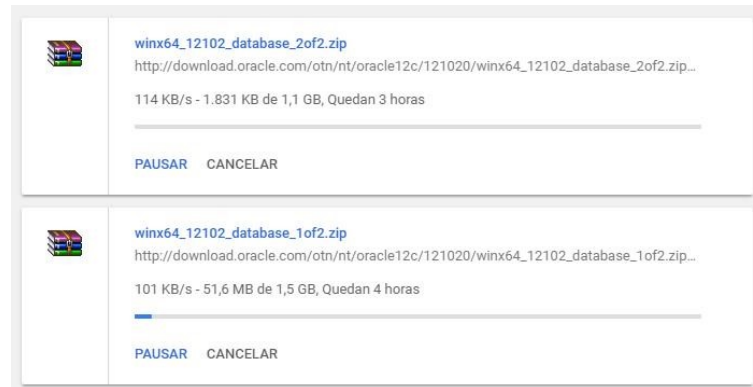 winx64_12102_database_2of2.zip
http://download.oracle.com/otn/nt/oracle12c/121020/winx64_12102_database_2of2.zip...
114 KB/s - 1.831 KB de 1,1 GB, Quedan 3 horas
PAUSAR CANCELAR
winx64_12102_database_1of2.zip
http://download.oracle.com/otn/nt/oracle12c/121020/winx64_12102_database_1of2.zip...
101 KB/s - 51,6 MB de 1,5 GB, Quedan 4 horas
PAUSAR CANCELAR